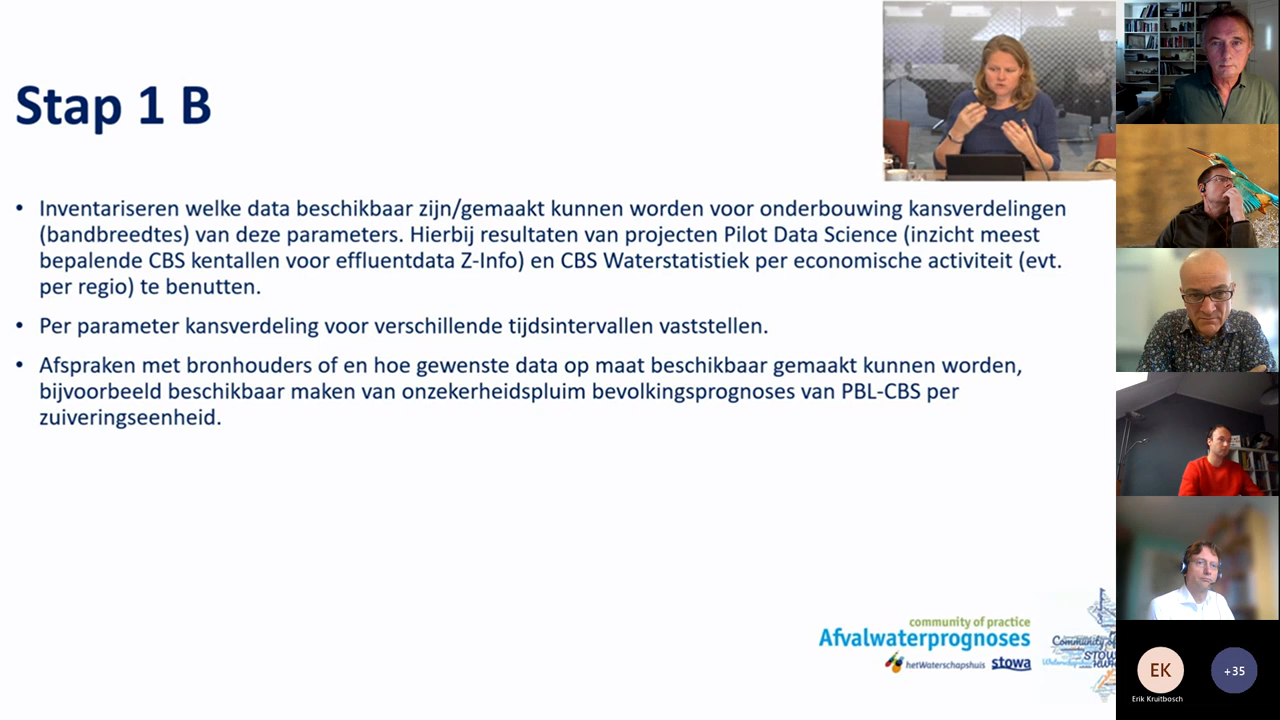 Stap 1 B
• Inventariseren welke data beschikbaar zijn/gemaakt kunnen worden voor onderbouwing kansverdelingen
(bandbreedtes) van deze parameters. Hierbij resultaten van projecten Pilot Data Science (inzicht meest
bepalende CBS kentallen voor effluentdata Z-Info) en CBS Waterstatistiek per economische activiteit (evt.
per regio) te benutten.
• Per parameter kansverdeling voor verschillende tijdsintervallen vaststellen.
• Afspraken met bronhouders of en hoe gewenste data op maat beschikbaar gemaakt kunnen worden,
bijvoorbeeld beschikbaar maken van onzekerheidspluim bevolkingsprognoses van PBL-CBS per
zuiveringseenheid.
community of practice
Afvalwaterprognoses
hetWaterschapshuis stowa
Community of
EK
+35
Erik Kruitbosch